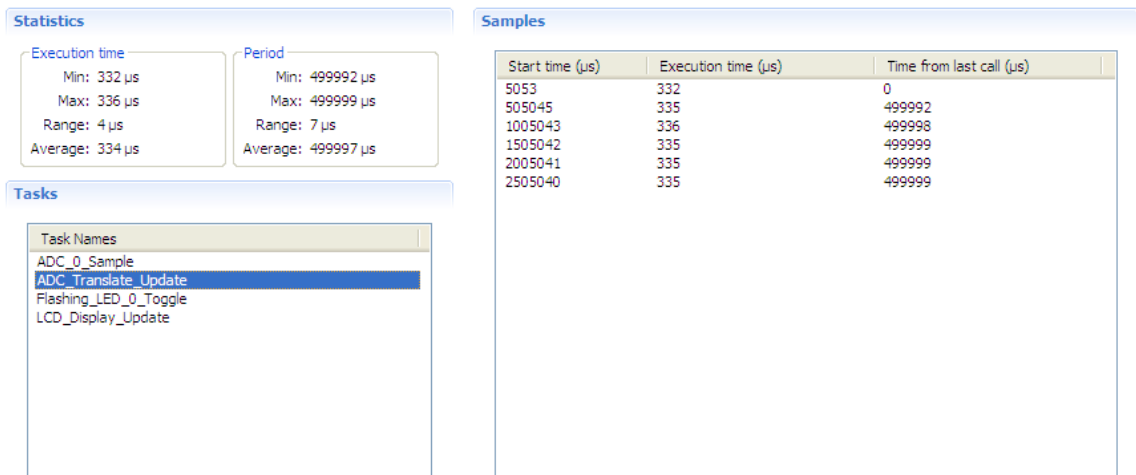 Statistics
Execution time
Min: 332 µs
Max: 336 µs
Range: 4 µs
Average: 334 µs
Period
Min: 499992 µs
Max: 499999 µs
Range: 7 µs
Average: 499997 µs
Tasks
Task Names
ADC_0_Sample
ADC_Translate_Update
Flashing_LED_0_Toggle
LCD_Display_Update
Samples
Start time (µs) Execution time (µs) Time from last call (µs)
5053 332 0
505045 335 499992
1005043 336 499998
1505042 335 499999
2005041 335 499999
2505040 335 499999